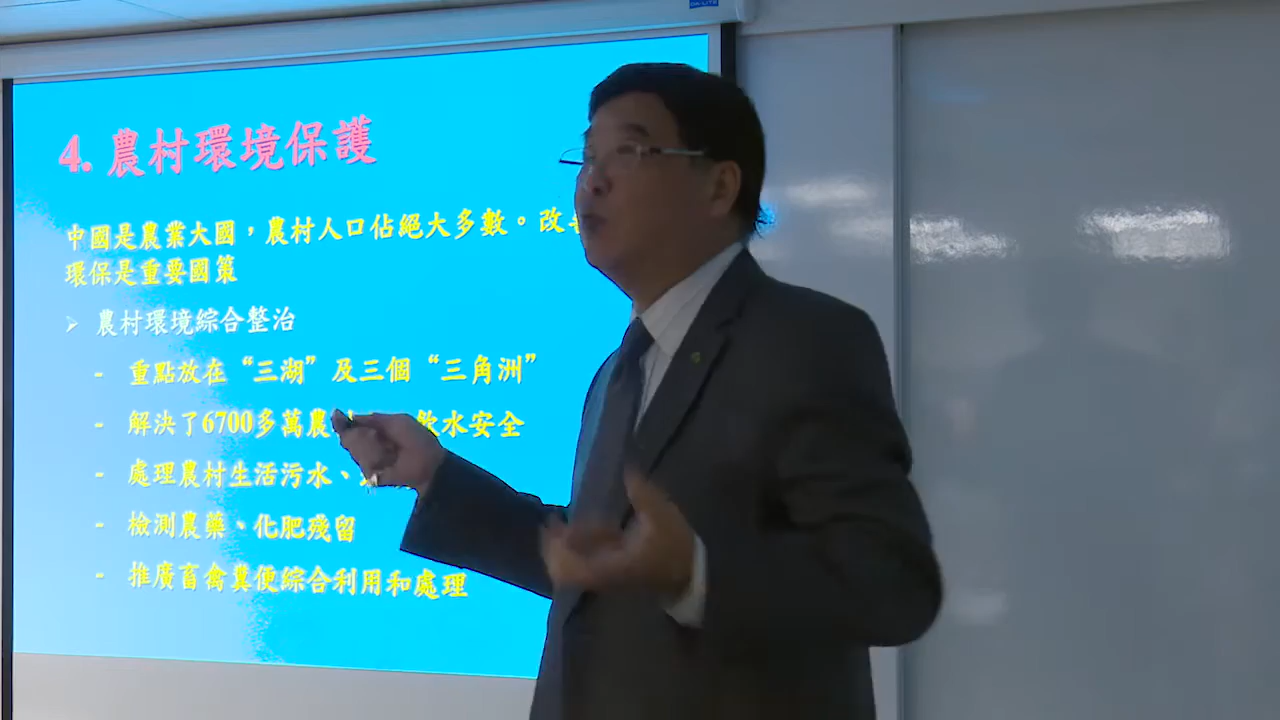 4. 農村環境保護
中國是農業大國，農村人口佔絕大多數。改
環保是重要國策
➢ 農村環境綜合整治
- 重點放在“三湖”及三個“三角洲”
- 解決了6700多萬農 飲水安全
- 處理農村生活污水、
- 檢測農藥、化肥殘留
- 推廣畜禽糞便綜合利用和處理
DA-LITE